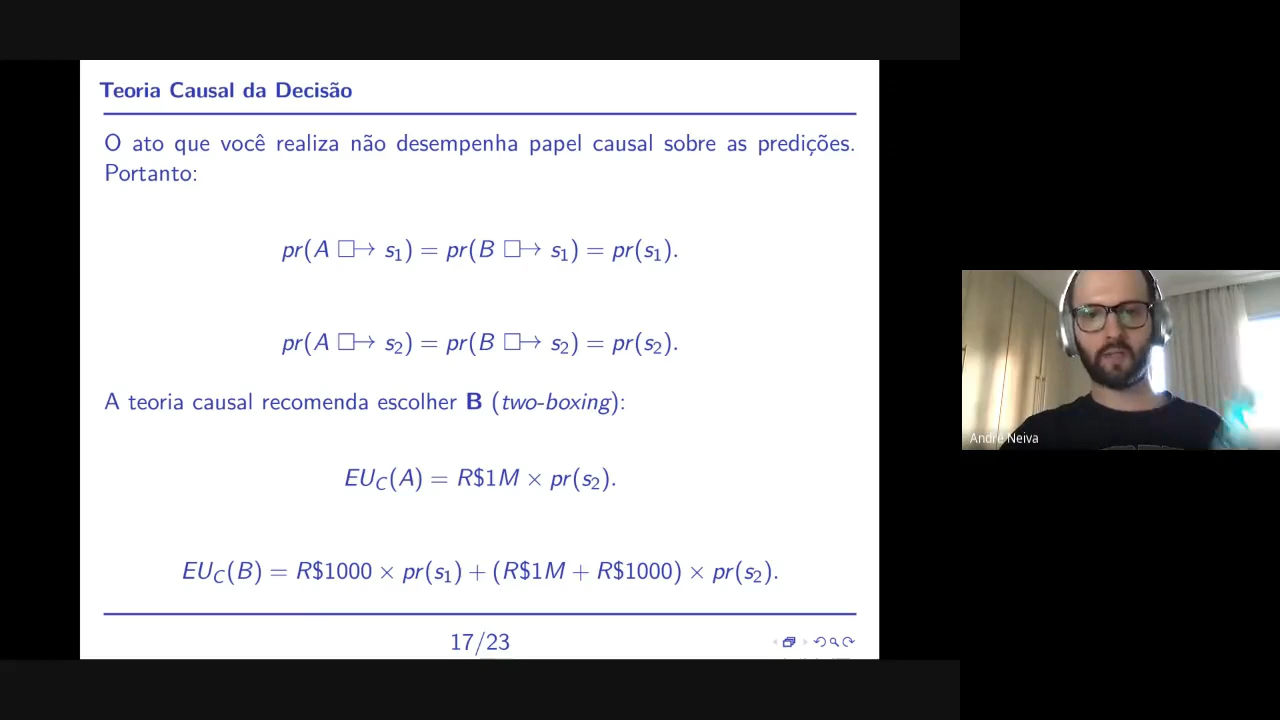 Teoria Causal da Decisão
O ato que você realiza não desempenha papel causal sobre as predições.
Portanto:
pr(A □→ s₁) = pr(B □→ s₁) = pr(s₁).
pr(A □→ s₂) = pr(B □→ s₂) = pr(s₂).
A teoria causal recomenda escolher B (two-boxing):
EU_C(A) = R$1M × pr(s₂).
EU_C(B) = R$1000 × pr(s₁) + (R$1M + R$1000) × pr(s₂).
17/23
André Neiva